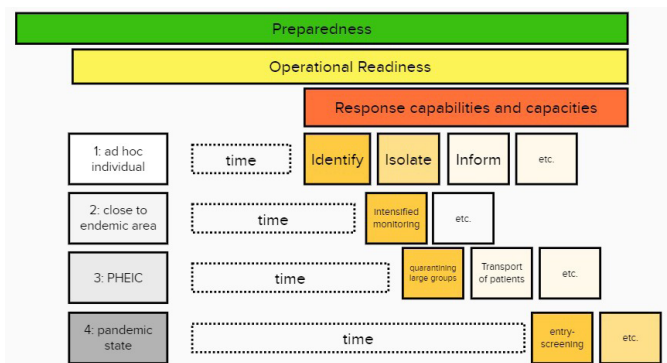 Preparedness
Operational Readiness
Response capabilities and capacities
1: ad hoc
individual
time
Identify
Isolate
Inform
etc.
2: close to
endemic area
time
Intensified
monitoring
etc.
3: PHEIC
time
quarantining
large groups
Transport
of patients
etc.
4: pandemic
state
time
entry-
screening
etc.